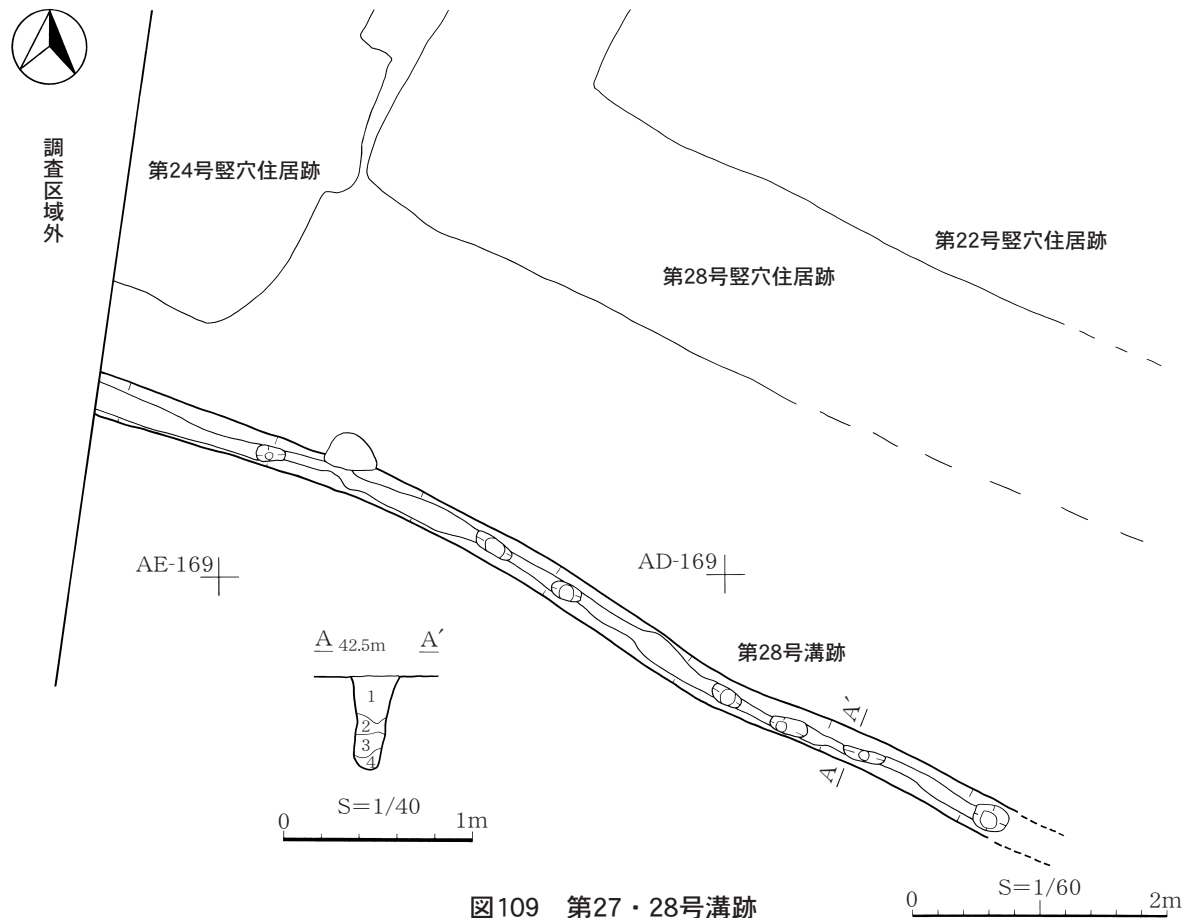 調査区域外
第24号竪穴住居跡
第22号竪穴住居跡
第28号竪穴住居跡
AE-169
AD-169
第28号溝跡
A 42.5m A′
1
2
3
4
A′
A
S=1/40
0 1m
S=1/60
0 2m
図109 第27・28号溝跡